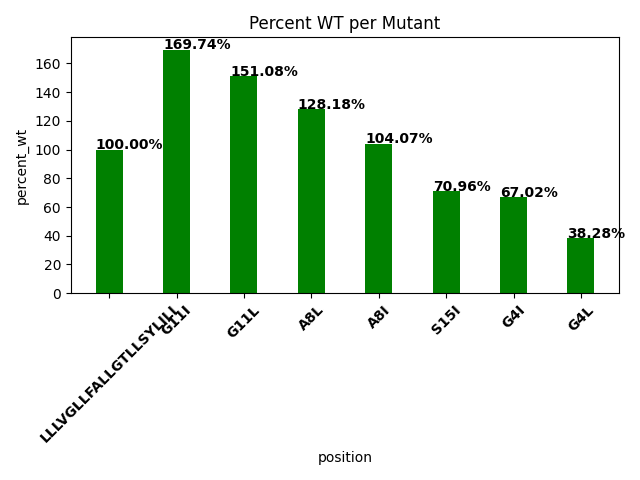 Percent WT per Mutant
percent_wt
160
140
120
100
80
60
40
20
0
100.00%
169.74%
151.08%
128.18%
104.07%
70.96%
67.02%
38.28%
LLLVGLLFALLGTLLSYLILL
G11I
G11L
A8L
A8I
S15I
G4I
G4L
position